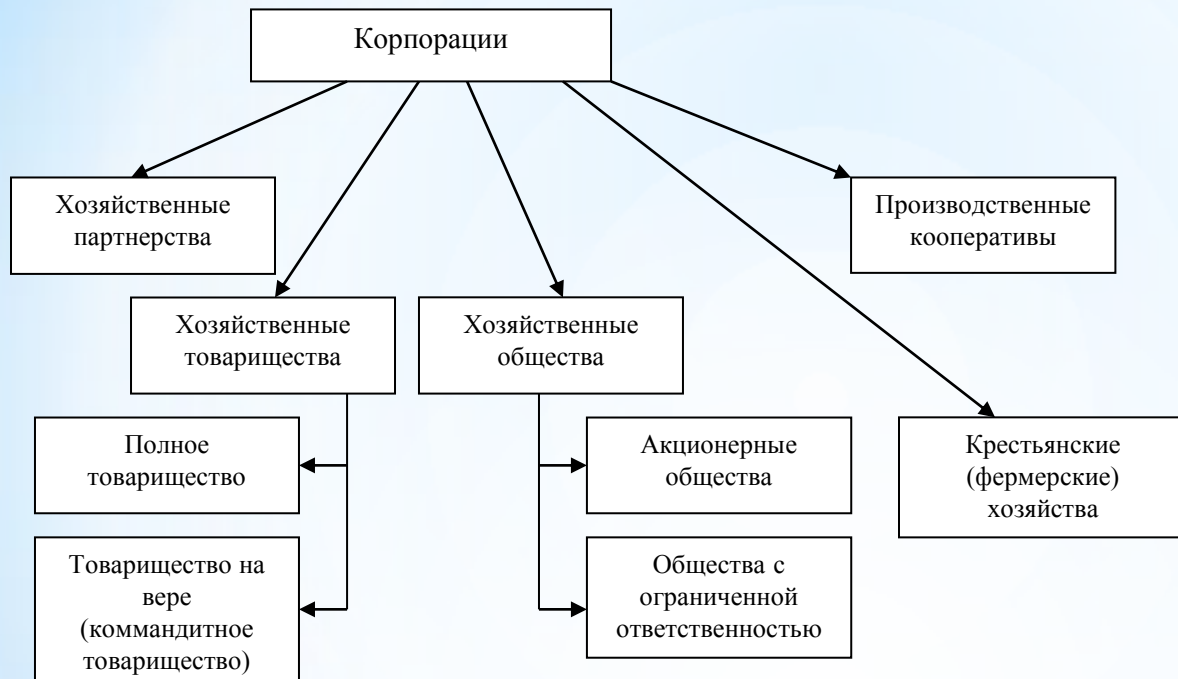 Корпорации
Хозяйственные
партнерства
Производственные
кооперативы
Хозяйственные
товарищества
Хозяйственные
общества
Полное
товарищество
Акционерные
общества
Крестьянские
(фермерские)
хозяйства
Товарищество на
вере
(коммандитное
товарищество)
Общества с
ограниченной
ответственностью